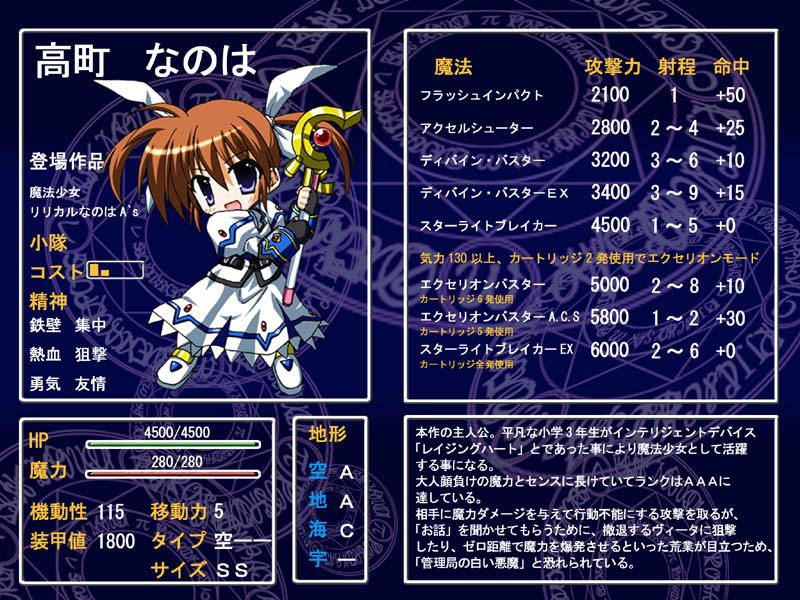 高町　なのは
登場作品
魔法少女
リリカルなのはA's
小隊
コスト
精神
鉄壁　集中
熱血　狙撃
勇気　友情
魔法　攻撃力　射程　命中
フラッシュインパクト　2100　1　+50
アクセルシューター　2800　2～4　+25
ディバイン・バスター　3200　3～6　+10
ディバイン・バスターEX　3400　3～9　+15
スターライトブレイカー　4500　1～5　+0
気力130以上、カートリッジ2発使用でエクセリオンモード
エクセリオンバスター　5000　2～8　+10
カートリッジ6発使用
エクセリオンバスターA.C.S　5800　1～2　+30
カートリッジ5発使用
スターライトブレイカーEX　6000　2～6　+0
カートリッジ全発使用
HP　4500/4500
魔力　280/280
機動性　115　移動力　5
装甲値　1800　タイプ　空――
サイズ　SS
地形
空　A
地　A
海　C
宇　―
本作の主人公。平凡な小学3年生がインテリジェントデバイス
「レイジングハート」とであった事により魔法少女として活躍
する事になる。
大人顔負けの魔力とセンスに長けていてランクはAAAに
達している。
相手に魔力ダメージを与えて行動不能にする攻撃を取るが、
「お話」を聞かせてもらうために、撤退するヴィータに狙撃
したり、ゼロ距離で魔力を爆発させるといった荒業が目立つため、
「管理局の白い悪魔」と恐れられている。